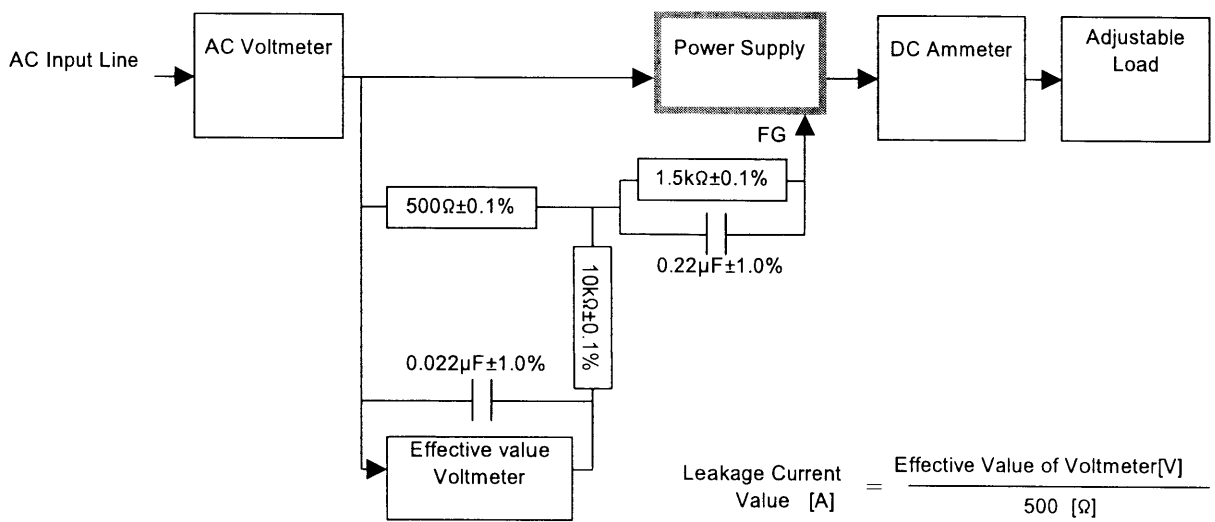 AC Input Line
AC Voltmeter
Power Supply
DC Ammeter
Adjustable
Load
FG
500Ω±0.1%
1.5kΩ±0.1%
0.22µF±1.0%
10kΩ±0.1%
0.022µF±1.0%
Effective value
Voltmeter
Leakage Current
Value [A]
=
Effective Value of Voltmeter[V]
500 [Ω]